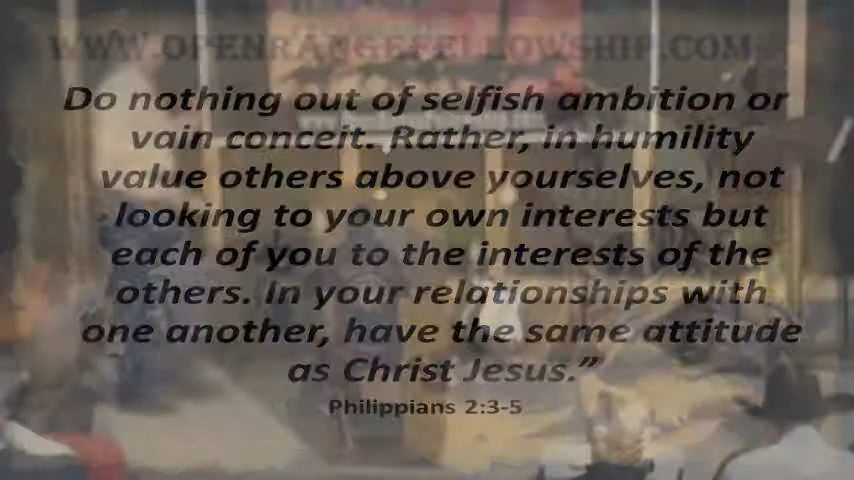 WWW.OPENRANGEFELLOWSHIP.COM
Do nothing out of selfish ambition or
vain conceit. Rather, in humility
value others above yourselves, not
looking to your own interests but
each of you to the interests of the
others. In your relationships with
one another, have the same attitude
as Christ Jesus.”
Philippians 2:3-5